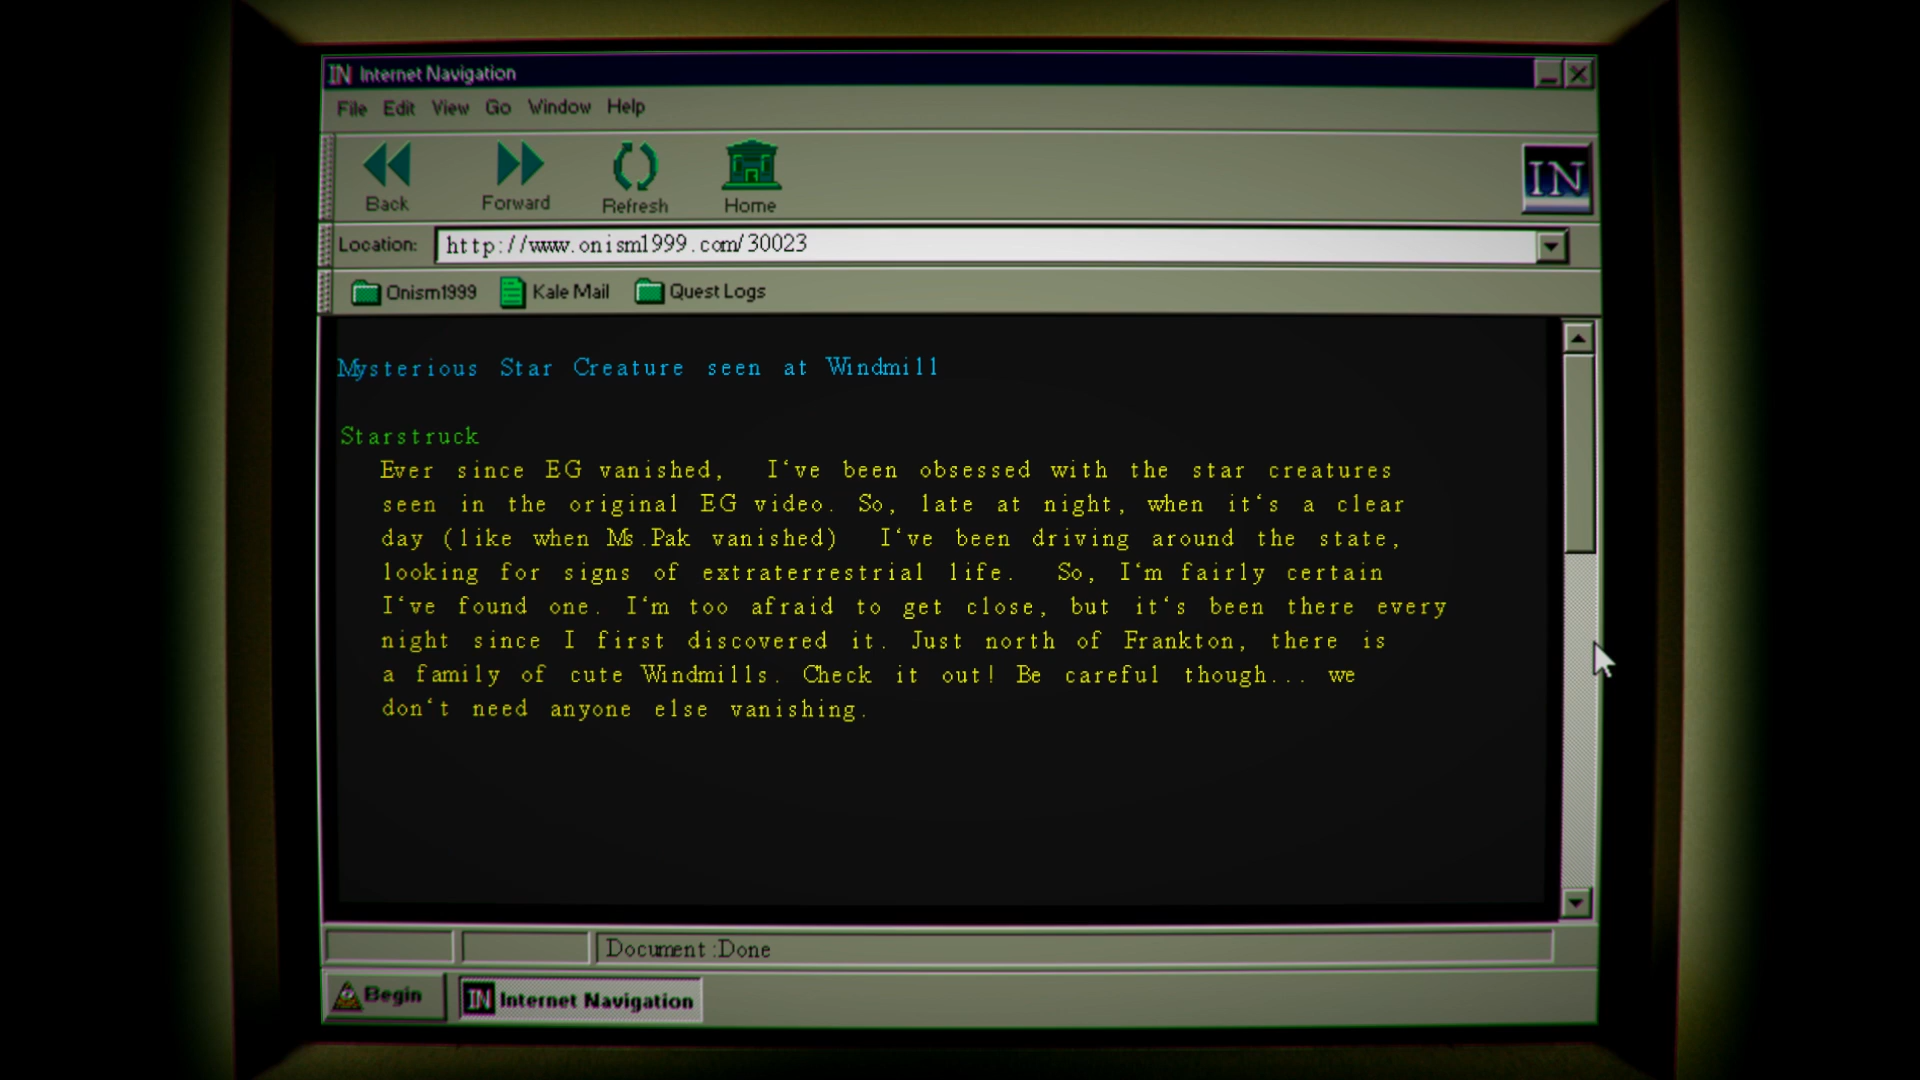 IN Internet Navigation
File Edit View Go Window Help
Back Forward Refresh Home
IN
Location: http://www.onism1999.com/30023
Onism1999 Kale Mail Quest Logs
Mysterious Star Creature seen at Windmill
Starstruck
Ever since EG vanished, I've been obsessed with the star creatures
seen in the original EG video. So, late at night, when it's a clear
day (like when Ms.Pak vanished) I've been driving around the state,
looking for signs of extraterrestrial life. So, I'm fairly certain
I've found one. I'm too afraid to get close, but it's been there every
night since I first discovered it. Just north of Frankton, there is
a family of cute Windmills. Check it out! Be careful though... we
don't need anyone else vanishing.
Document :Done
Begin IN Internet Navigation